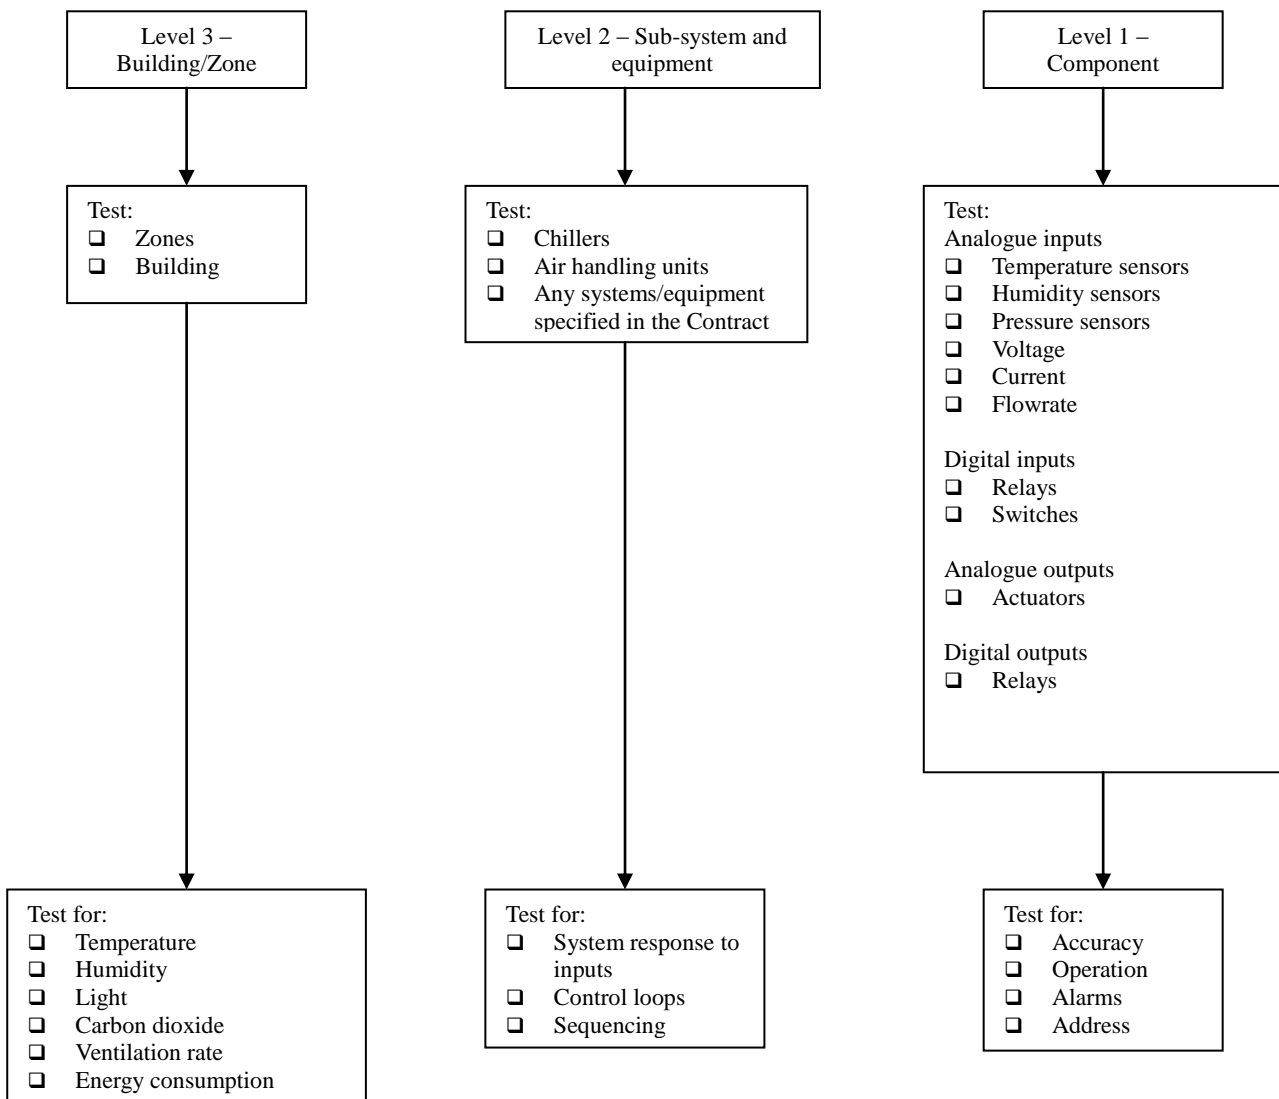 Level 3 –
Building/Zone
Test:
❑ Zones
❑ Building
Test for:
❑ Temperature
❑ Humidity
❑ Light
❑ Carbon dioxide
❑ Ventilation rate
❑ Energy consumption
Level 2 – Sub-system and
equipment
Test:
❑ Chillers
❑ Air handling units
❑ Any systems/equipment
specified in the Contract
Test for:
❑ System response to
inputs
❑ Control loops
❑ Sequencing
Level 1 –
Component
Test:
Analogue inputs
❑ Temperature sensors
❑ Humidity sensors
❑ Pressure sensors
❑ Voltage
❑ Current
❑ Flowrate
Digital inputs
❑ Relays
❑ Switches
Analogue outputs
❑ Actuators
Digital outputs
❑ Relays
Test for:
❑ Accuracy
❑ Operation
❑ Alarms
❑ Address